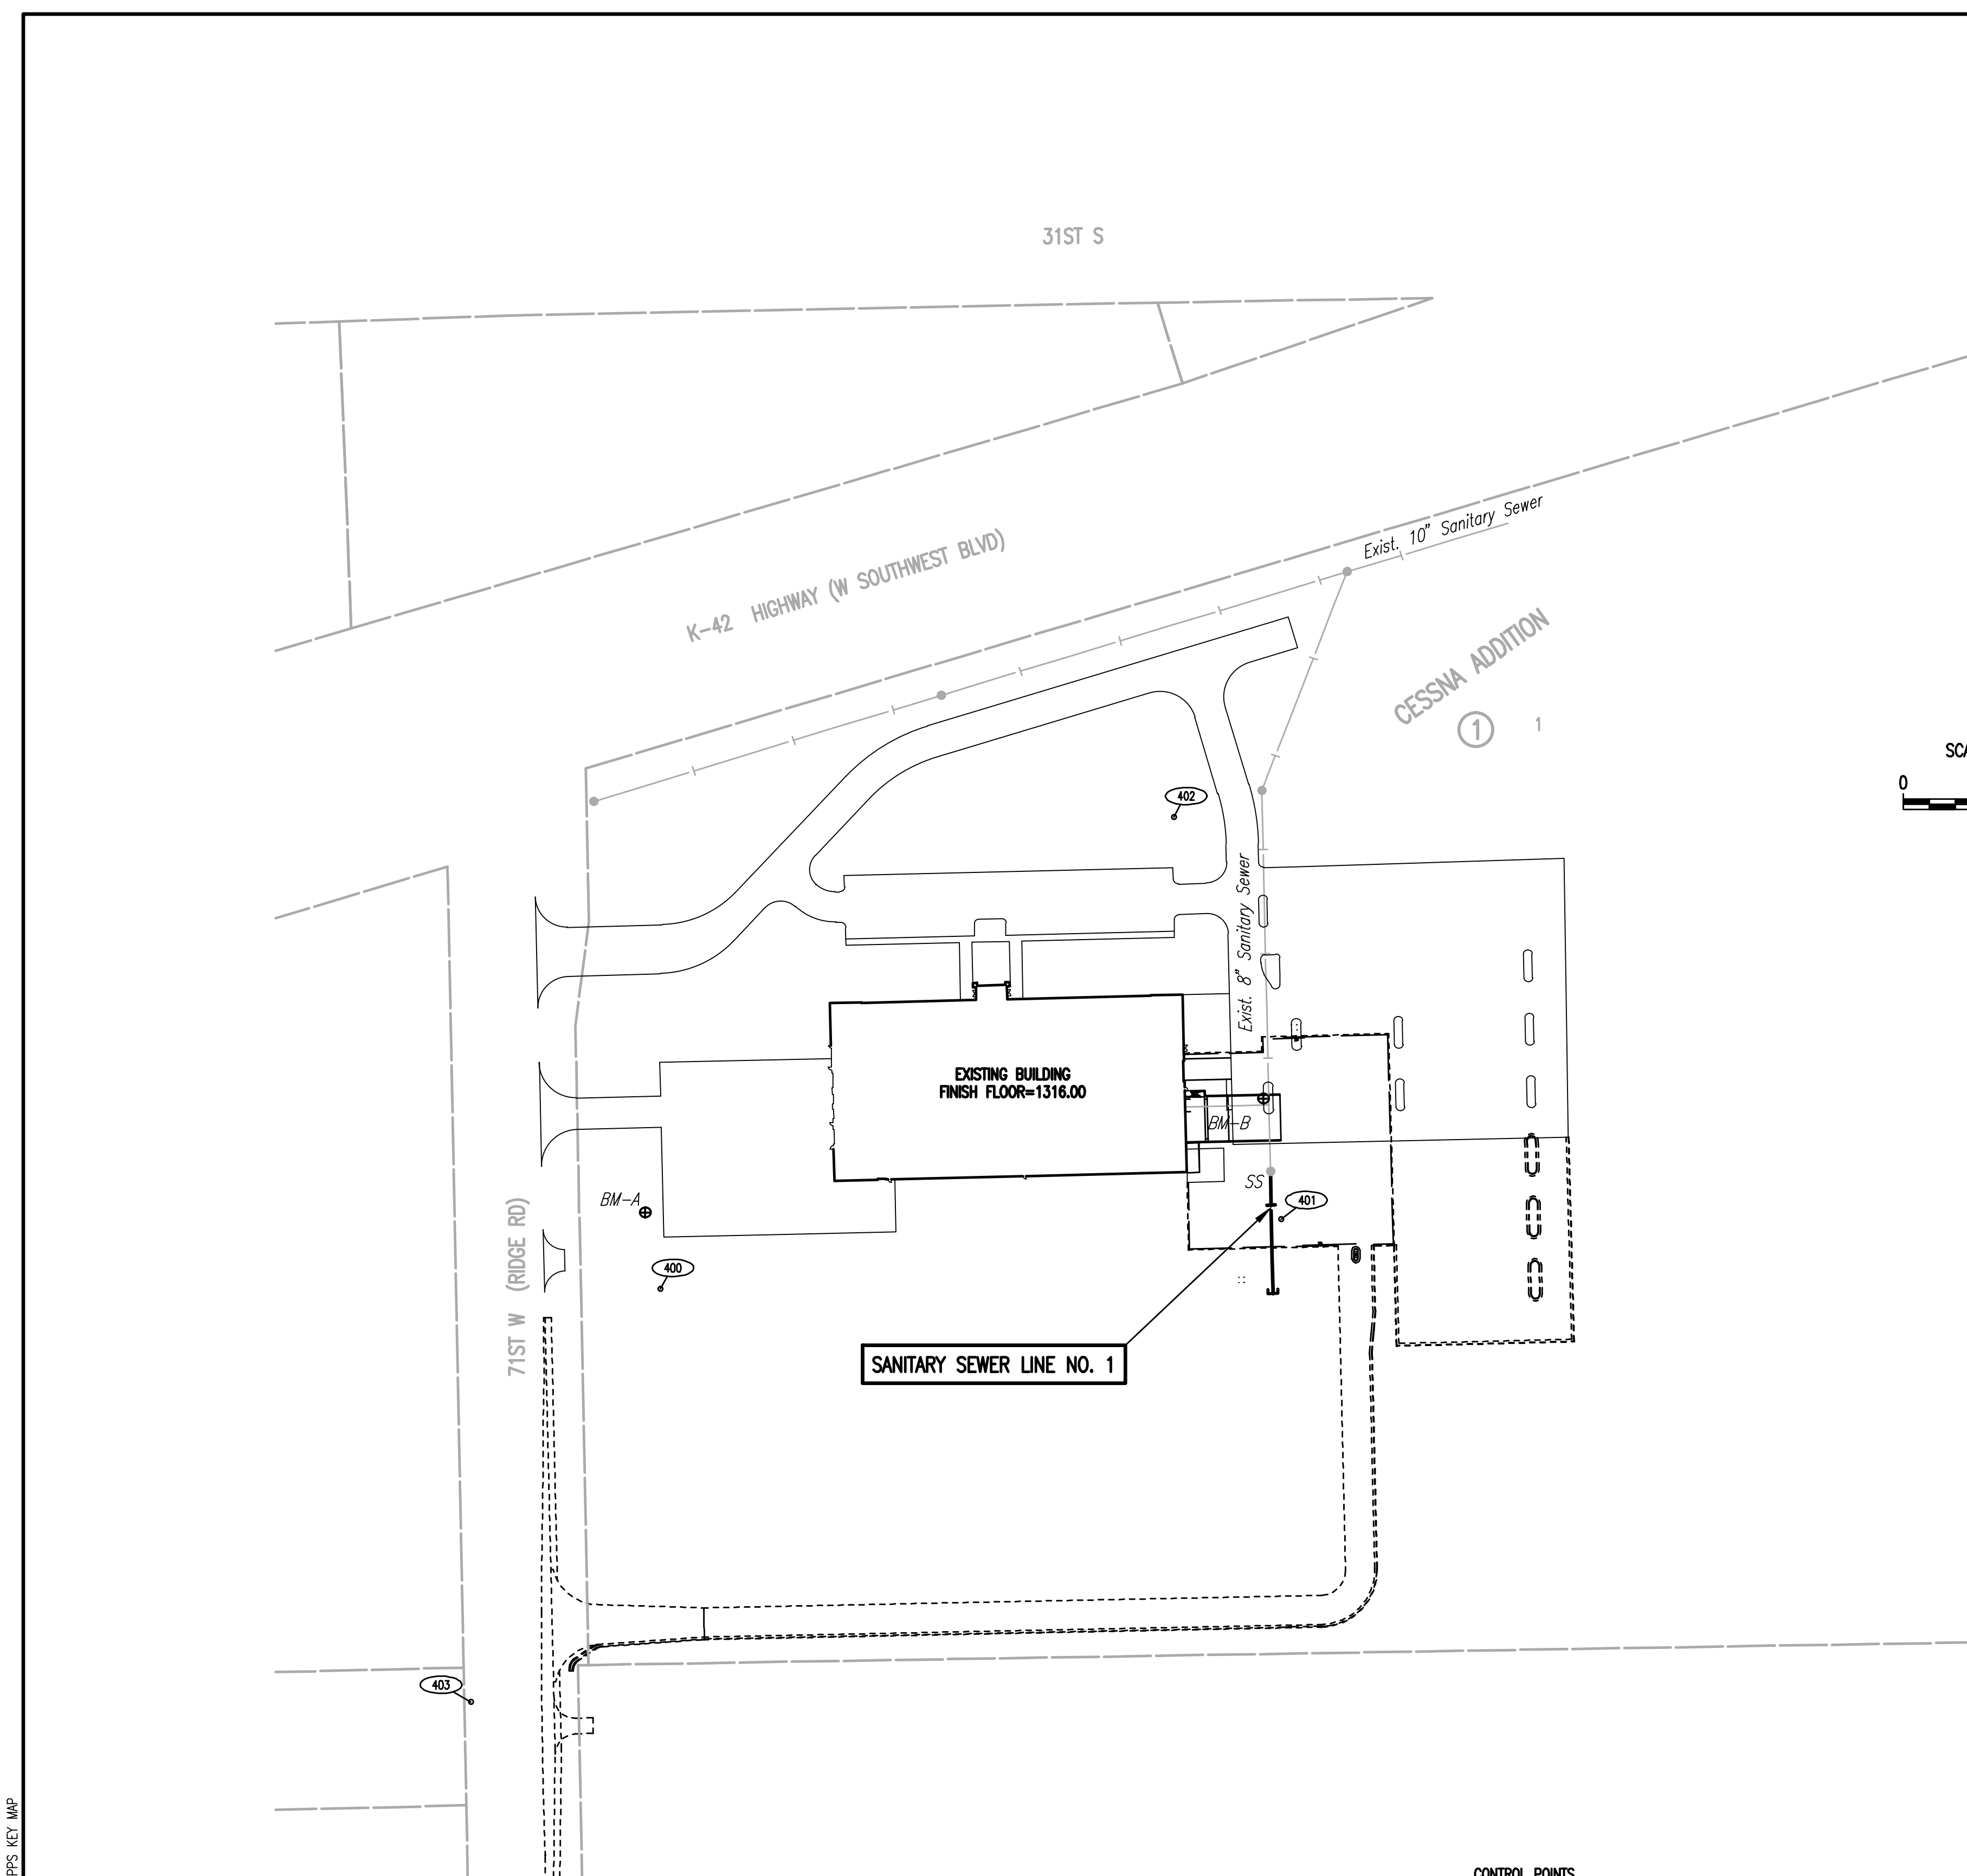 31ST S
Exist. 10" Sanitary Sewer
K-42 HIGHWAY (W SOUTHWEST BLVD)
CESSNA ADDITION
1
1
0
402
Exist. 8" Sanitary Sewer
EXISTING BUILDING
FINISH FLOOR=1316.00
BM-B
SS
401
BM-A
400
71ST W (RIDGE RD)
SANITARY SEWER LINE NO. 1
403
PPS KEY MAP
CONTROL POINTS